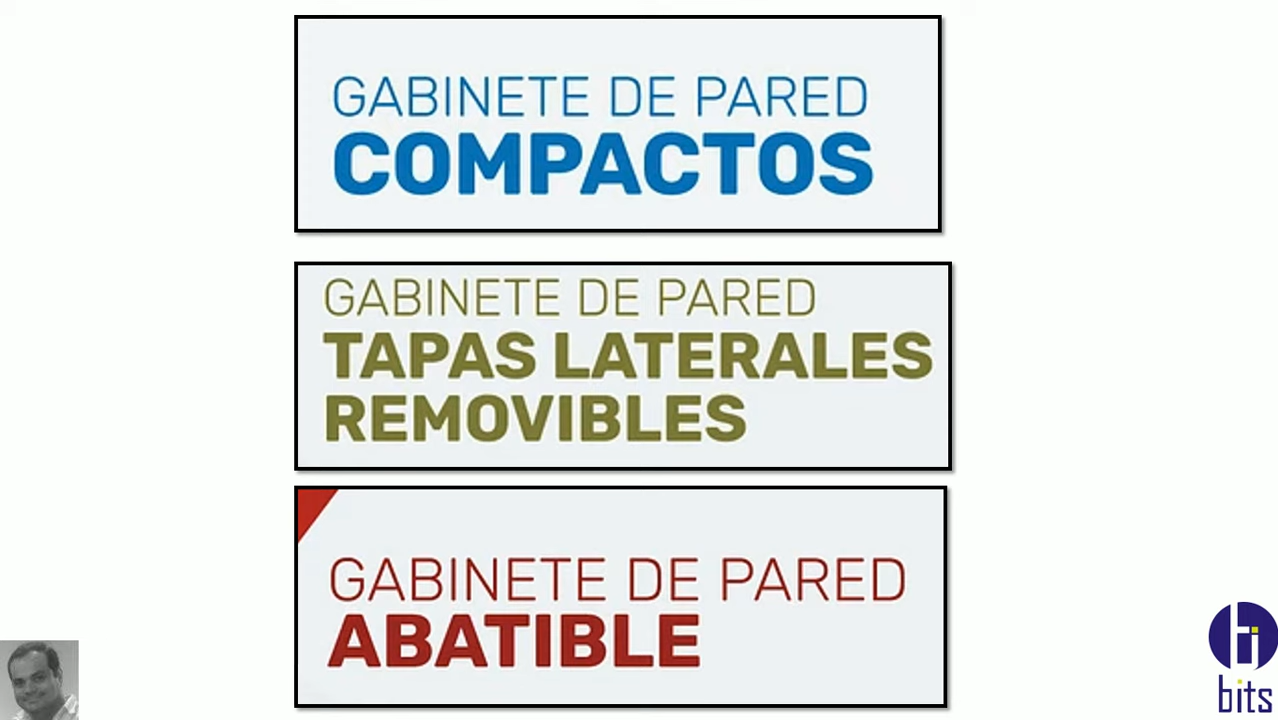 GABINETE DE PARED
COMPACTOS
GABINETE DE PARED
TAPAS LATERALES
REMOVIBLES
GABINETE DE PARED
ABATIBLE
bits